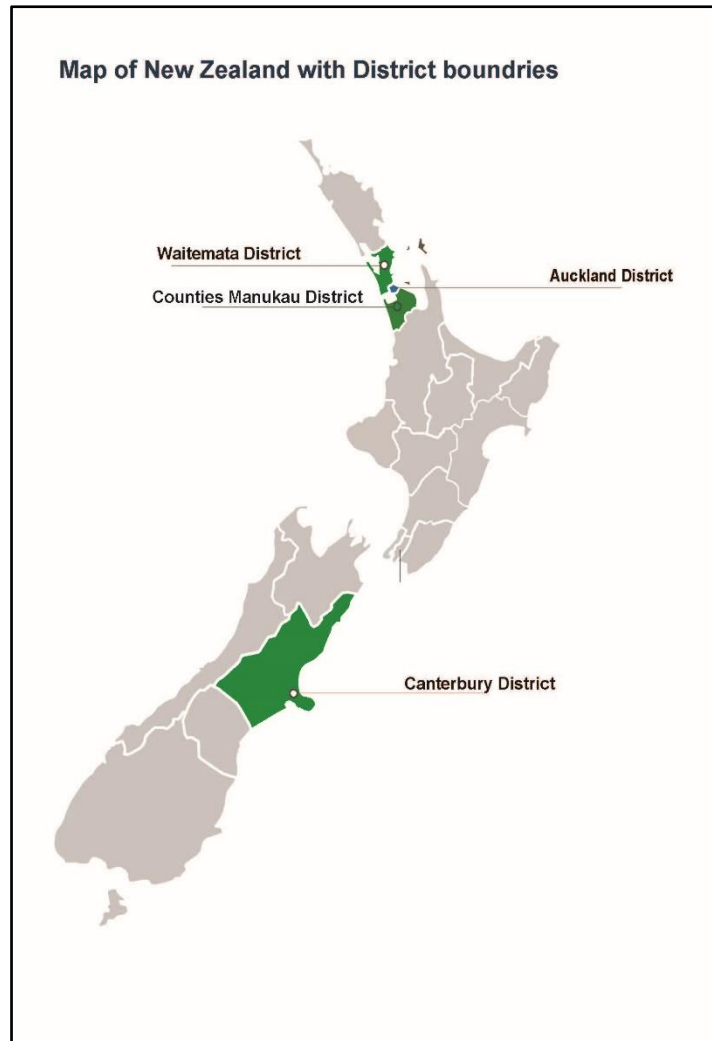 Map of New Zealand with District boundries
Waitemata District
Auckland District
Counties Manukau District
Canterbury District